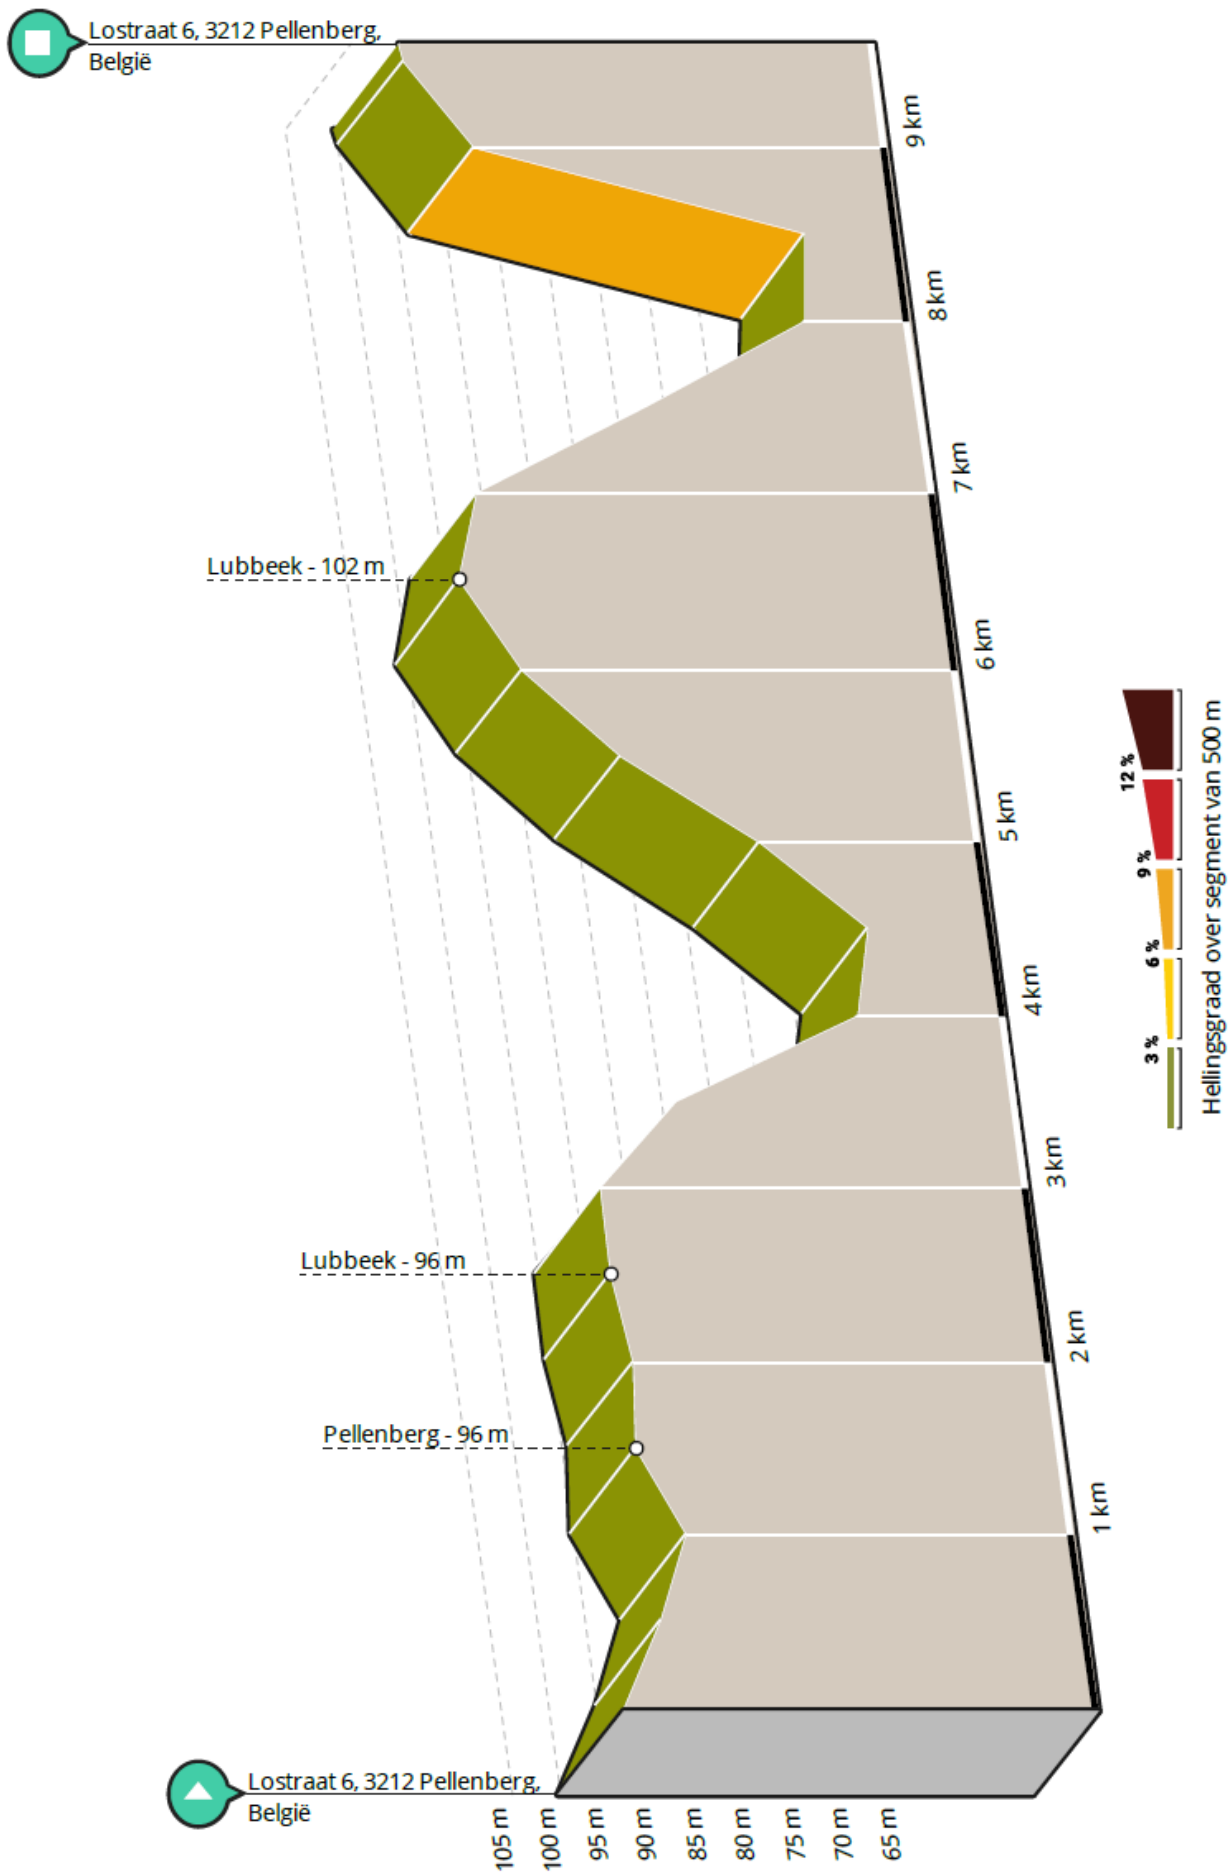 Lostraat 6, 3212 Pellenberg,
België
9 km
8 km
7 km
Lubbeek - 102 m
6 km
5 km
4 km
3 km
Lubbeek - 96 m
2 km
Pellenberg - 96 m
1 km
Lostraat 6, 3212 Pellenberg,
België
105 m
100 m
95 m
90 m
85 m
80 m
75 m
70 m
65 m
3 %
6 %
9 %
12 %
Hellingsgraad over segment van 500 m